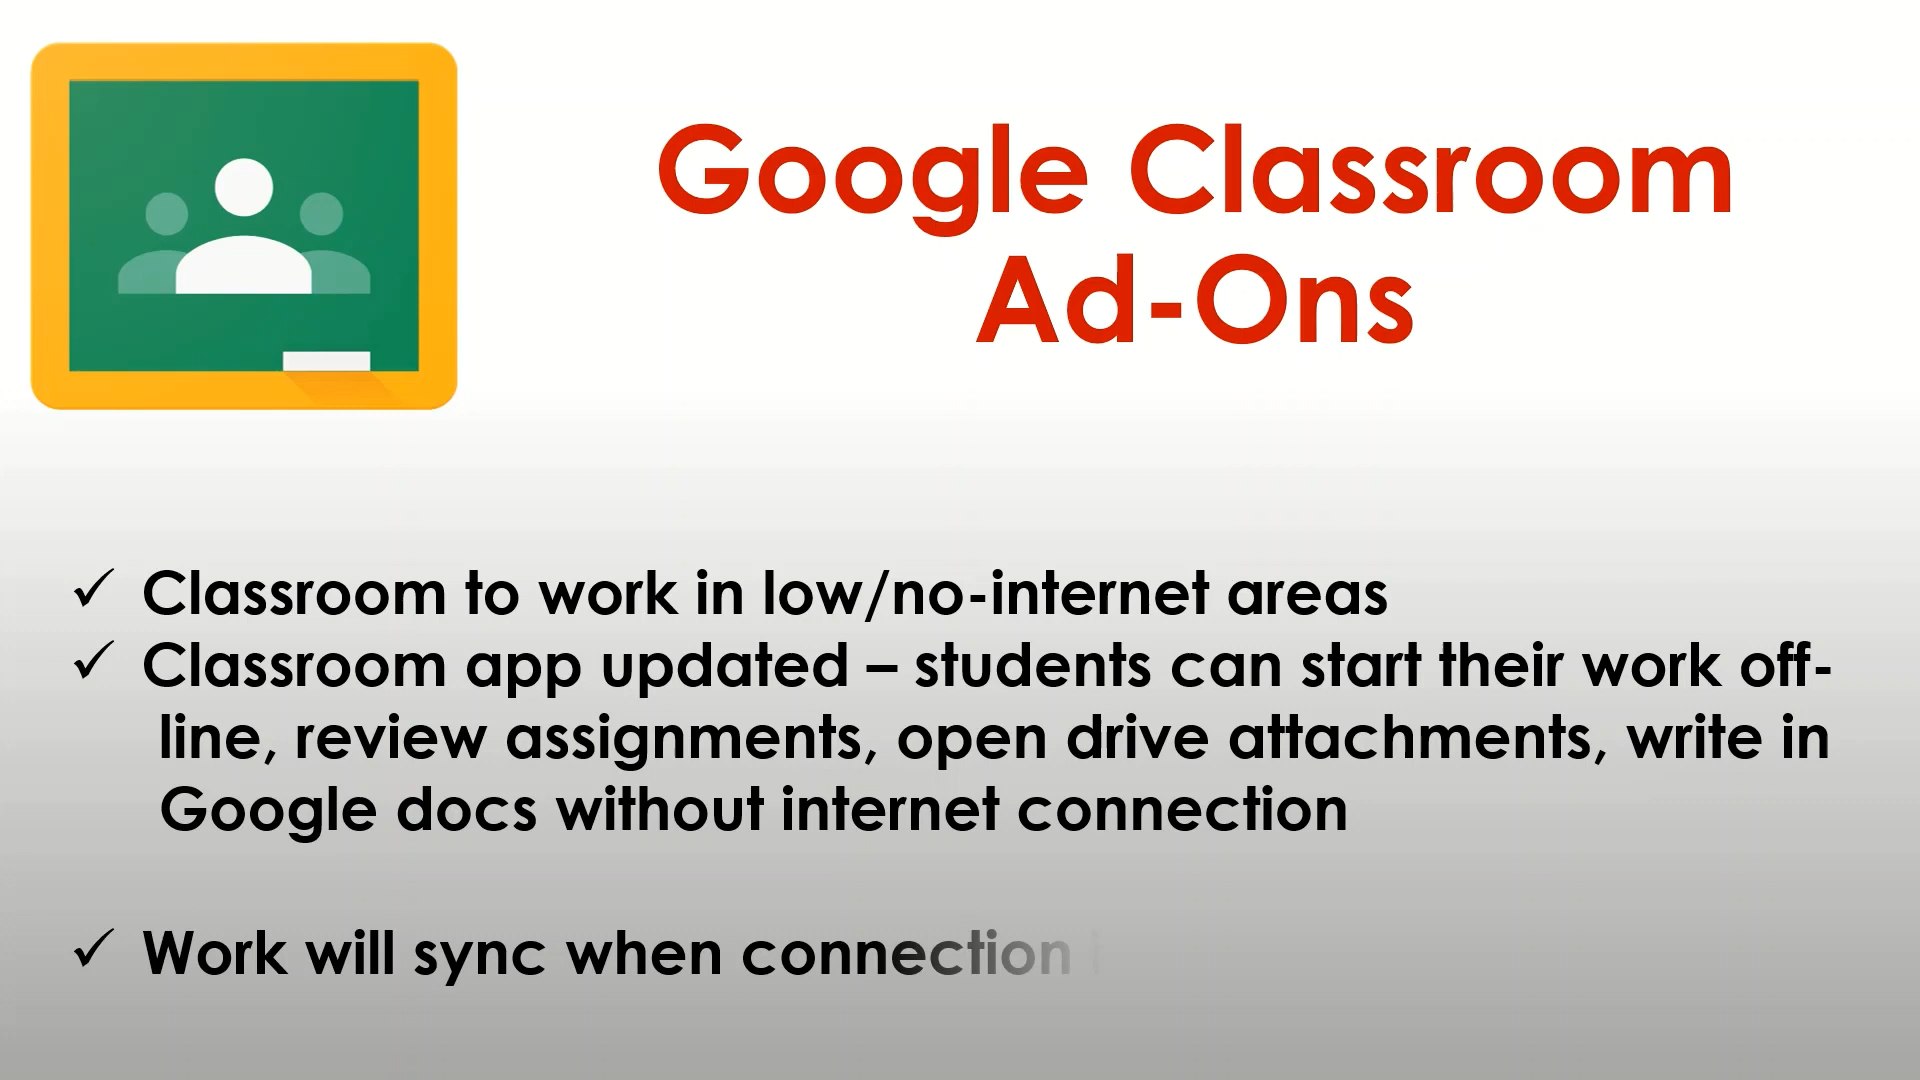 Google Classroom
Ad-Ons
✓ Classroom to work in low/no-internet areas
✓ Classroom app updated – students can start their work off-
line, review assignments, open drive attachments, write in
Google docs without internet connection
✓ Work will sync when connection